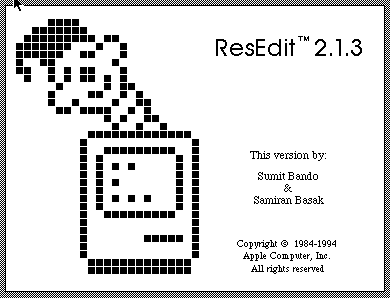 ResEdit™ 2.1.3
This version by:
Sumit Bando
&
Samiran Basak
Copyright © 1984-1994
Apple Computer, Inc.
All rights reserved